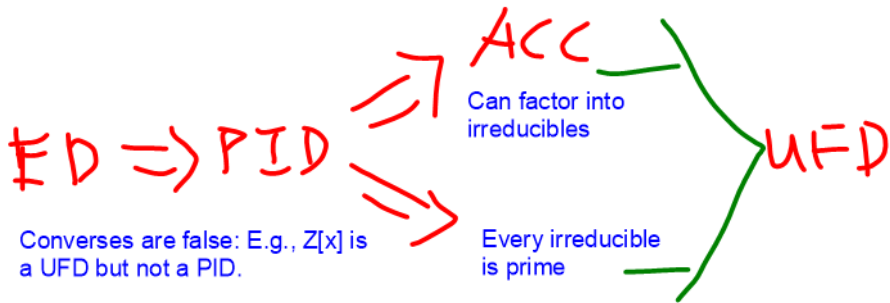 ACC
Can factor into
irreducibles
ED ⇒ PID
UFD
Converses are false: E.g., Z[x] is
a UFD but not a PID.
Every irreducible
is prime